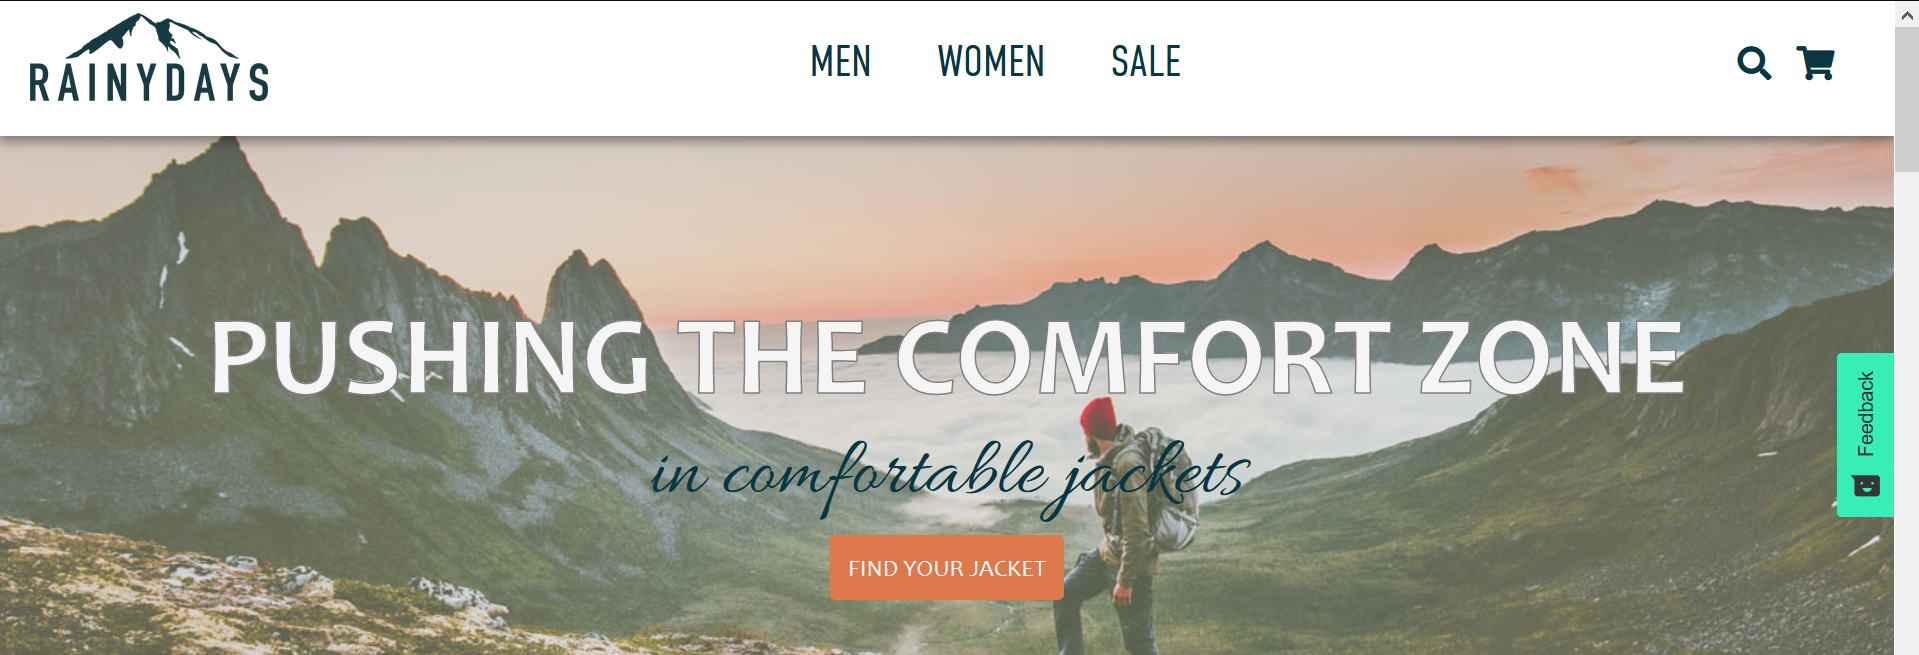 RAINYDAYS
MEN WOMEN SALE
PUSHING THE COMFORT ZONE
in comfortable jackets
FIND YOUR JACKET
Feedback